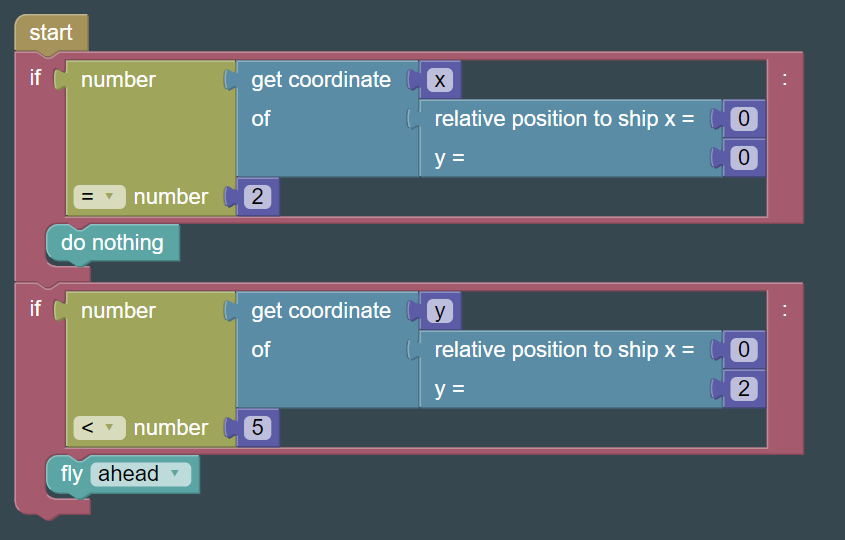 start
if number get coordinate x :
of relative position to ship x = 0
y = 0
= number 2
do nothing
if number get coordinate y :
of relative position to ship x = 0
y = 2
< number 5
fly ahead